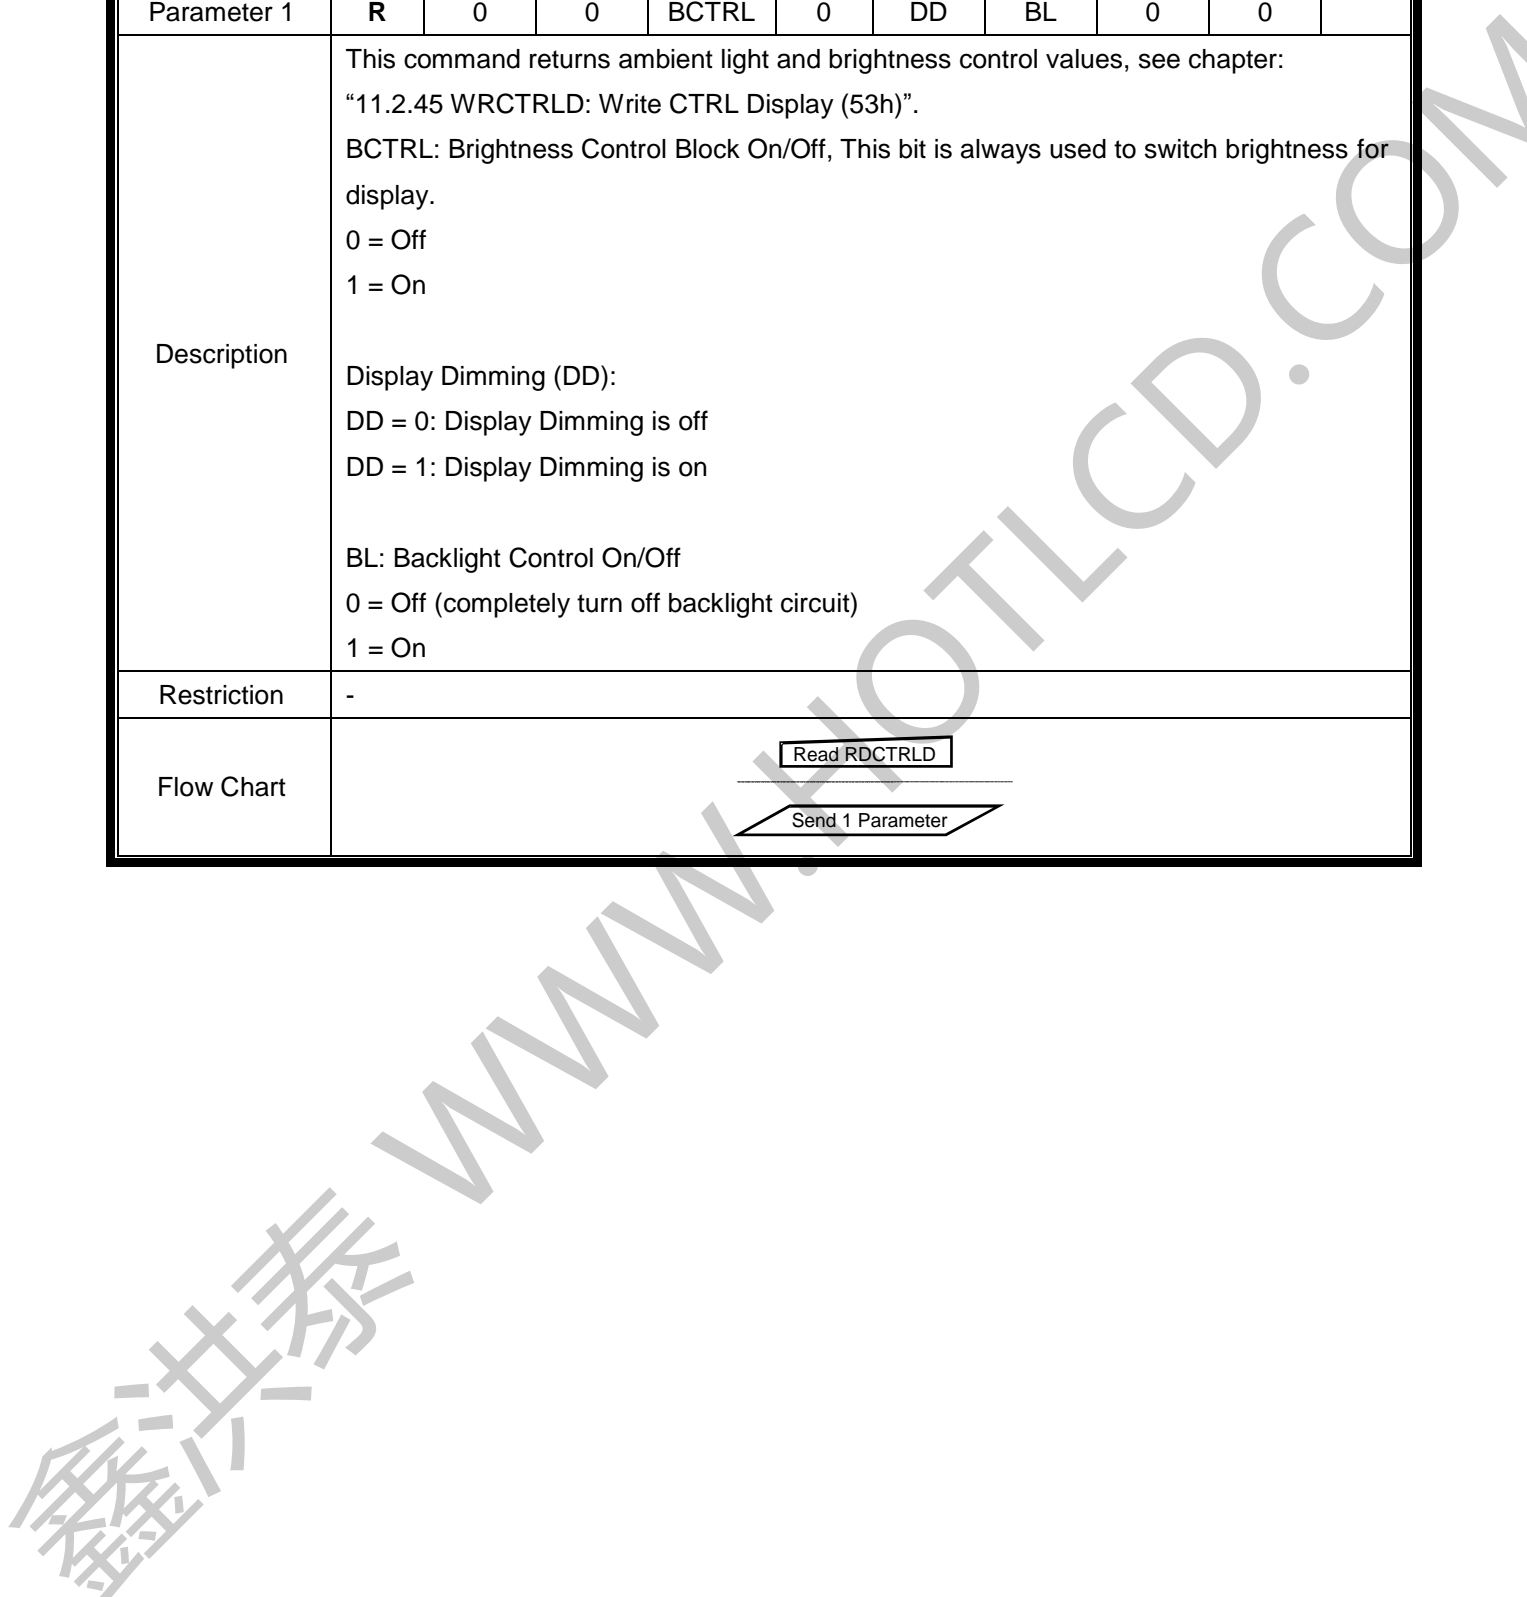 Parameter 1 R 0 0 BCTRL 0 DD BL 0 0
This command returns ambient light and brightness control values, see chapter:
“11.2.45 WRCTRLD: Write CTRL Display (53h)”.
BCTRL: Brightness Control Block On/Off, This bit is always used to switch brightness for
display.
0 = Off
1 = On
Description
Display Dimming (DD):
DD = 0: Display Dimming is off
DD = 1: Display Dimming is on
BL: Backlight Control On/Off
0 = Off (completely turn off backlight circuit)
1 = On
Restriction -
Flow Chart
Read RDCTRLD
Send 1 Parameter
鑫洪泰 WWW.HOTLCD.COM